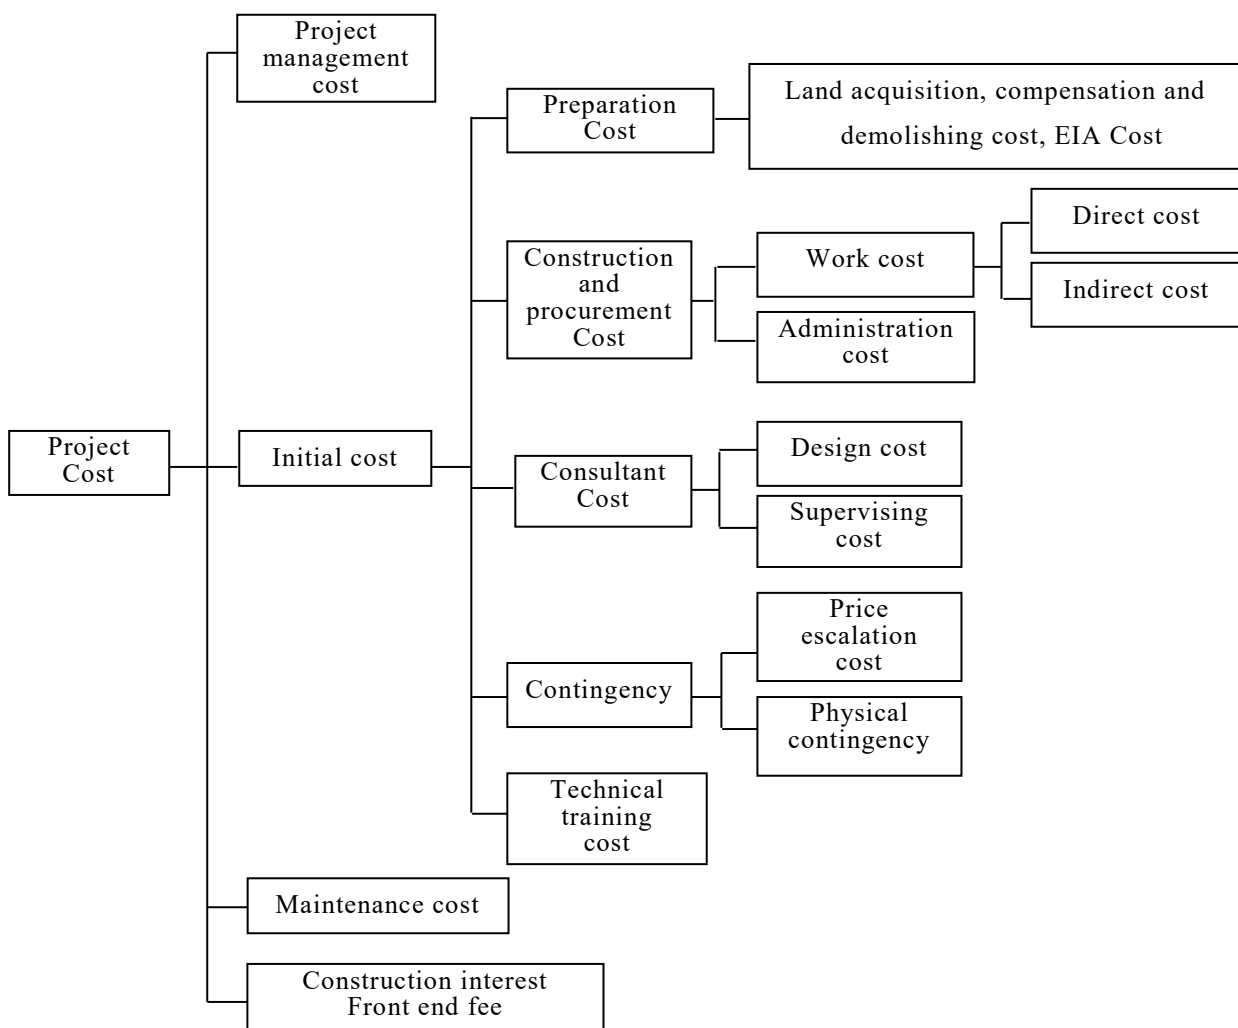 Project
management
cost
Preparation
Cost
Land acquisition, compensation and
demolishing cost, EIA Cost
Construction
and
procurement
Cost
Work cost
Direct cost
Indirect cost
Administration
cost
Project
Cost
Initial cost
Consultant
Cost
Design cost
Supervising
cost
Contingency
Price
escalation
cost
Physical
contingency
Technical
training
cost
Maintenance cost
Construction interest
Front end fee